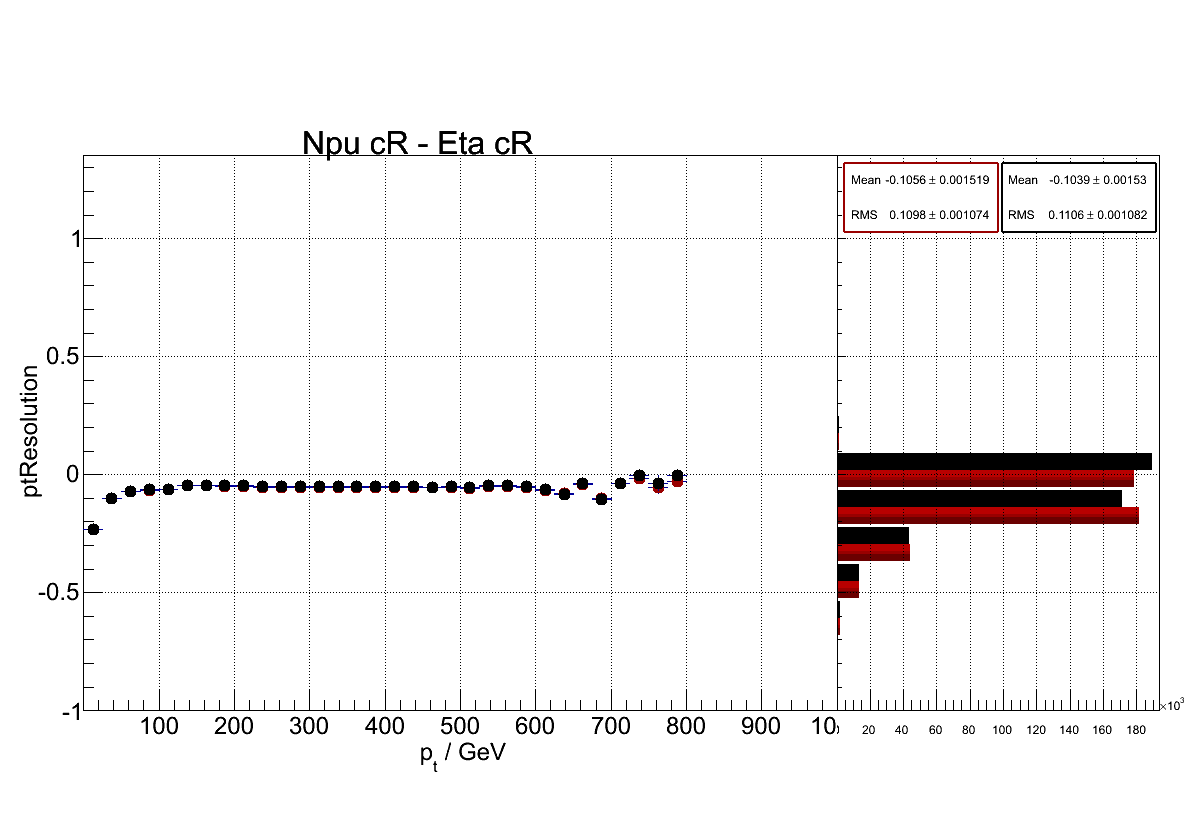 Npu cR - Eta cR
Mean -0.1056 ± 0.001519
RMS 0.1098 ± 0.001074
Mean -0.1039 ± 0.00153
RMS 0.1106 ± 0.001082
ptResolution
1
0.5
0
-0.5
-1
100 200 300 400 500 600 700 800 900 10
20 40 60 80 100 120 140 160 180
×10³
pt / GeV